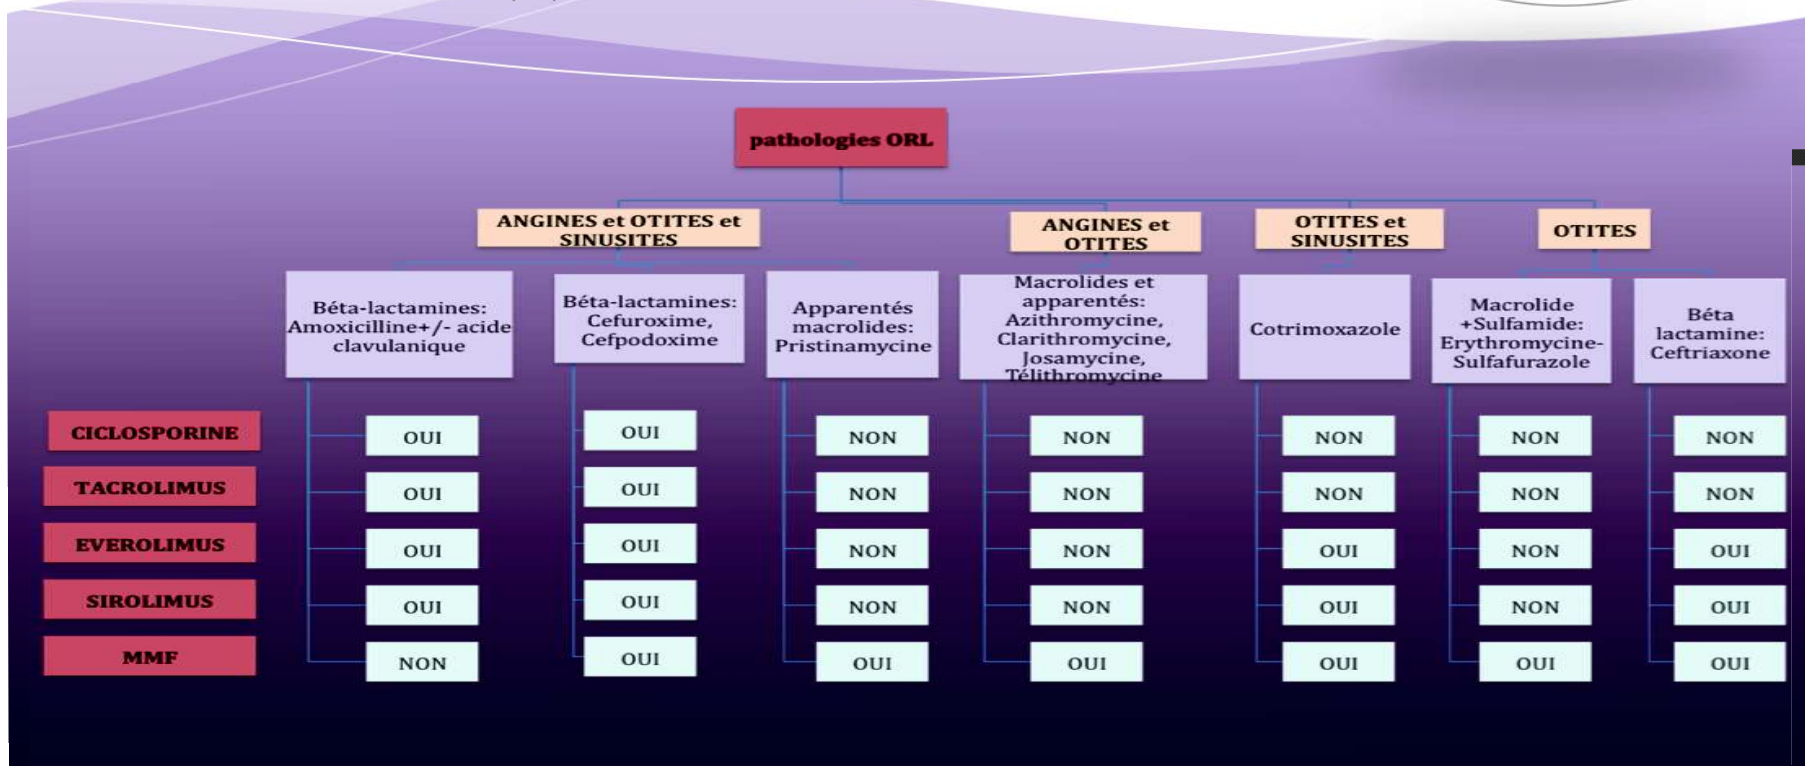 pathologies ORL
ANGINES et OTITES et
SINUSITES
ANGINES et
OTITES
OTITES et
SINUSITES
OTITES
Béta-lactamines:
Amoxicilline+/- acide
clavulanique
Béta-lactamines:
Cefuroxime,
Cefpodoxime
Apparentés
macrolides:
Pristinamycine
Macrolides et
apparentés:
Azithromycine,
Clarithromycine,
Josamycine,
Télithromycine
Cotrimoxazole
Macrolide
+Sulfamide:
Erythromycine-
Sulfafurazole
Béta
lactamine:
Ceftriaxone
CICLOSPORINE OUI OUI NON NON NON NON NON
TACROLIMUS OUI OUI NON NON NON NON NON
EVEROLIMUS OUI OUI NON NON OUI NON OUI
SIROLIMUS OUI OUI NON NON OUI NON OUI
MMF NON OUI OUI OUI OUI OUI OUI